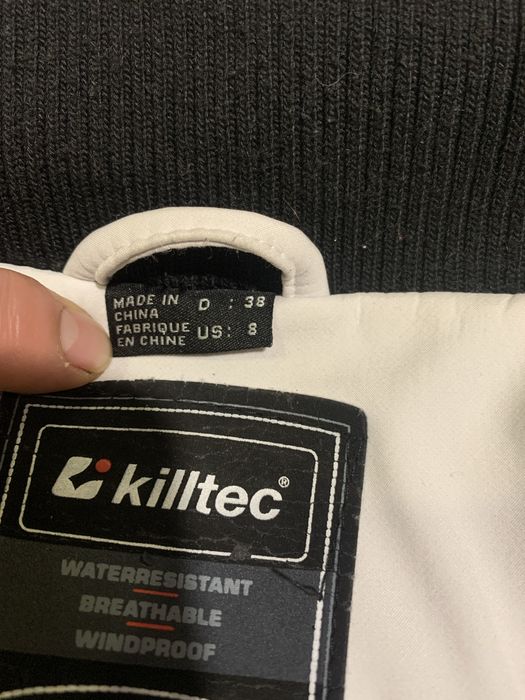 MADE IN
CHINA
FABRIQUE
EN CHINE
D : 38
US: 8
killtec®
WATERRESISTANT
BREATHABLE
WINDPROOF